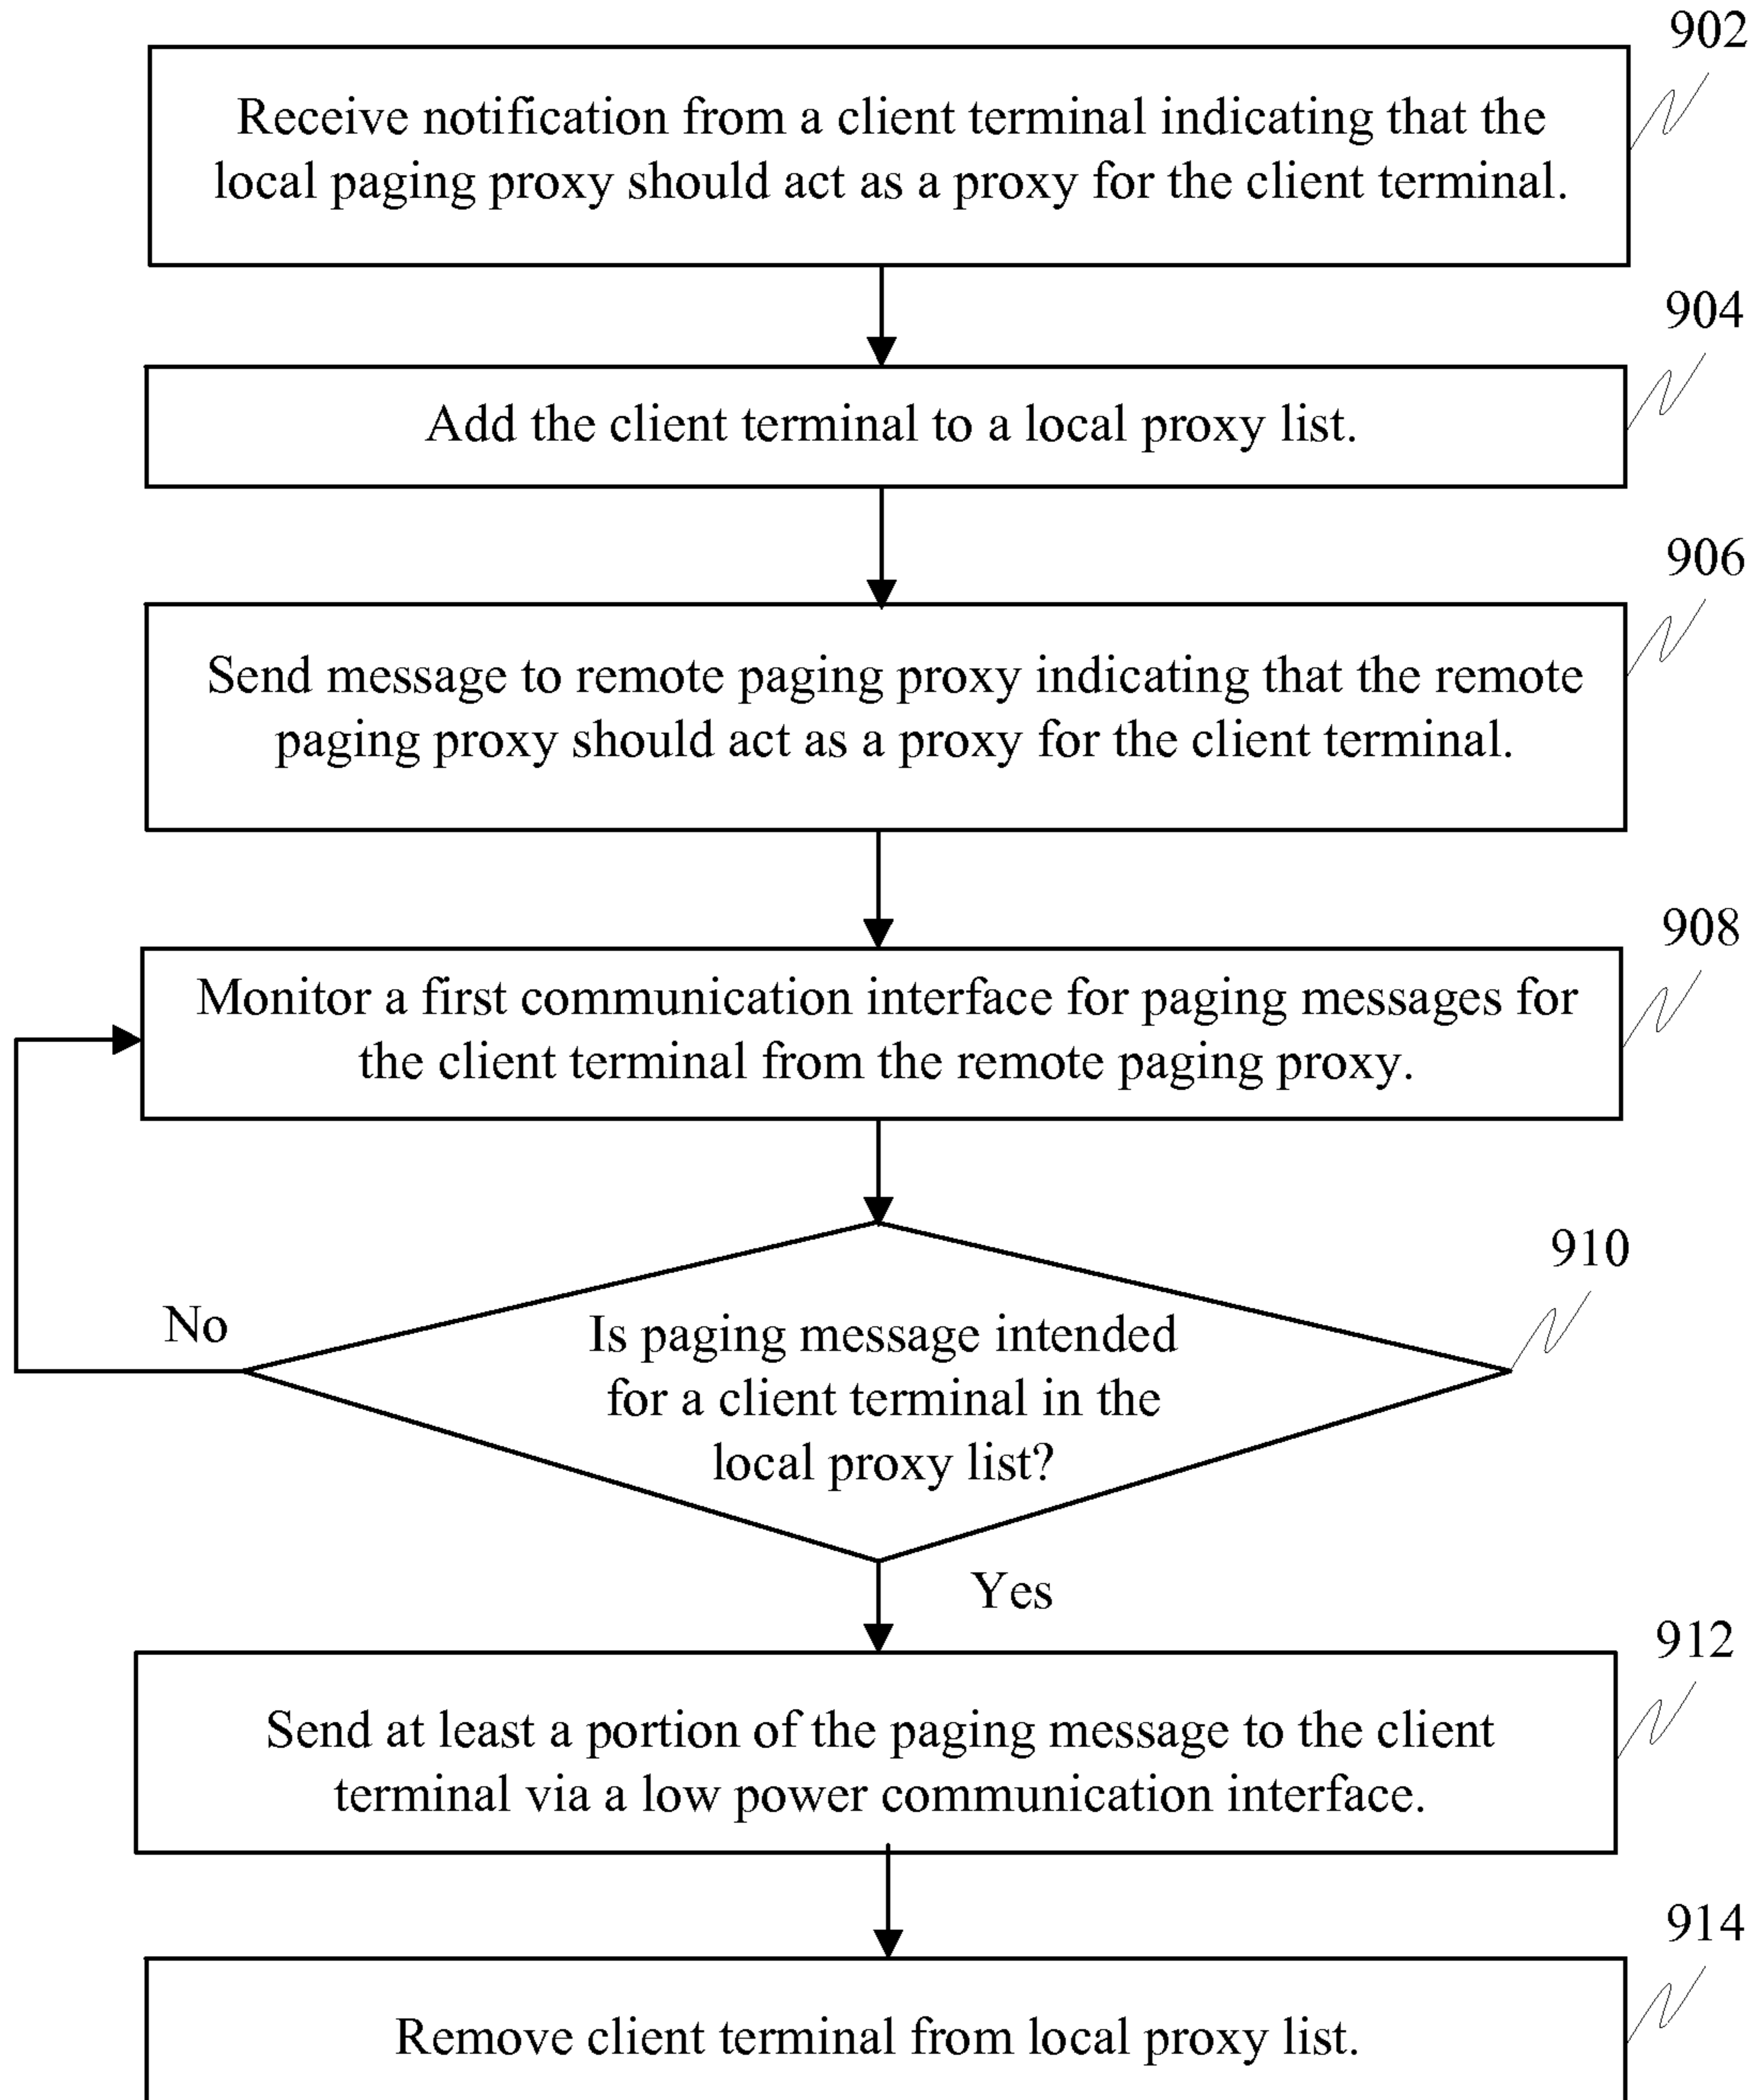 902
Receive notification from a client terminal indicating that the
local paging proxy should act as a proxy for the client terminal.
904
Add the client terminal to a local proxy list.
906
Send message to remote paging proxy indicating that the remote
paging proxy should act as a proxy for the client terminal.
908
Monitor a first communication interface for paging messages for
the client terminal from the remote paging proxy.
910
No
Is paging message intended
for a client terminal in the
local proxy list?
Yes
912
Send at least a portion of the paging message to the client
terminal via a low power communication interface.
914
Remove client terminal from local proxy list.